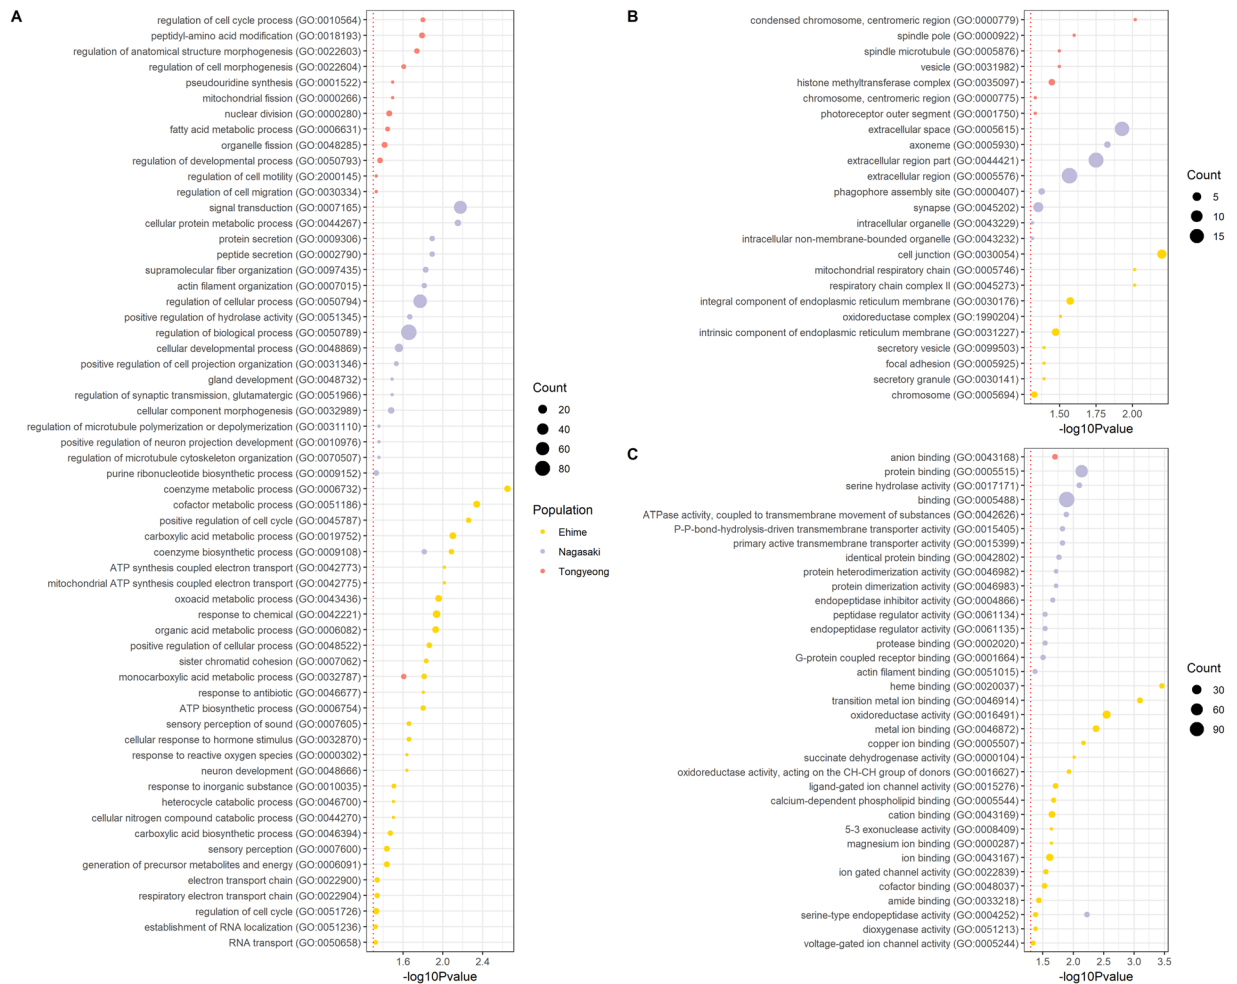 A
regulation of cell cycle process (GO:0010564)
peptidyl-amino acid modification (GO:0018193)
regulation of anatomical structure morphogenesis (GO:0022603)
regulation of cell morphogenesis (GO:0022604)
pseudouridine synthesis (GO:0001522)
mitochondrial fission (GO:0000266)
nuclear division (GO:0000280)
fatty acid metabolic process (GO:0006631)
organelle fission (GO:0048285)
regulation of developmental process (GO:0050793)
regulation of cell motility (GO:2000145)
regulation of cell migration (GO:0030334)
signal transduction (GO:0007165)
cellular protein metabolic process (GO:0044267)
protein secretion (GO:0009306)
peptide secretion (GO:0002790)
supramolecular fiber organization (GO:0097435)
actin filament organization (GO:0007015)
regulation of cellular process (GO:0050794)
positive regulation of hydrolase activity (GO:0051345)
regulation of biological process (GO:0050789)
cellular developmental process (GO:0048869)
positive regulation of cell projection organization (GO:0031346)
gland development (GO:0048732)
regulation of synaptic transmission, glutamatergic (GO:0051966)
cellular component morphogenesis (GO:0032989)
regulation of microtubule polymerization or depolymerization (GO:0031110)
positive regulation of neuron projection development (GO:0010976)
regulation of microtubule cytoskeleton organization (GO:0070507)
purine ribonucleotide biosynthetic process (GO:0009152)
coenzyme metabolic process (GO:0006732)
cofactor metabolic process (GO:0051186)
positive regulation of cell cycle (GO:0045787)
carboxylic acid metabolic process (GO:0019752)
coenzyme biosynthetic process (GO:0009108)
ATP synthesis coupled electron transport (GO:0042773)
mitochondrial ATP synthesis coupled electron transport (GO:0042775)
oxoacid metabolic process (GO:0043436)
response to chemical (GO:0042221)
organic acid metabolic process (GO:0006082)
positive regulation of cellular process (GO:0048522)
sister chromatid cohesion (GO:0007062)
monocarboxylic acid metabolic process (GO:0032787)
response to antibiotic (GO:0046677)
ATP biosynthetic process (GO:0006754)
sensory perception of sound (GO:0007605)
cellular response to hormone stimulus (GO:0032870)
response to reactive oxygen species (GO:0000302)
neuron development (GO:0048666)
response to inorganic substance (GO:0010035)
heterocycle catabolic process (GO:0046700)
cellular nitrogen compound catabolic process (GO:0044270)
carboxylic acid biosynthetic process (GO:0046394)
sensory perception (GO:0007600)
generation of precursor metabolites and energy (GO:0006091)
electron transport chain (GO:0022900)
respiratory electron transport chain (GO:0022904)
regulation of cell cycle (GO:0051726)
establishment of RNA localization (GO:0051236)
RNA transport (GO:0050658)
1.6 2.0 2.4
-log10Pvalue
Count
20
40
60
80
Population
Ehime
Nagasaki
Tongyeong
B
condensed chromosome, centromeric region (GO:0000779)
spindle pole (GO:0000922)
spindle microtubule (GO:0005876)
vesicle (GO:0031982)
histone methyltransferase complex (GO:0035097)
chromosome, centromeric region (GO:0000775)
photoreceptor outer segment (GO:0001750)
extracellular space (GO:0005615)
axoneme (GO:0005930)
extracellular region part (GO:0044421)
extracellular region (GO:0005576)
phagophore assembly site (GO:0000407)
synapse (GO:0045202)
intracellular organelle (GO:0043229)
intracellular non-membrane-bounded organelle (GO:0043232)
cell junction (GO:0030054)
mitochondrial respiratory chain (GO:0005746)
respiratory chain complex II (GO:0045273)
integral component of endoplasmic reticulum membrane (GO:0030176)
oxidoreductase complex (GO:1990204)
intrinsic component of endoplasmic reticulum membrane (GO:0031227)
secretory vesicle (GO:0099503)
focal adhesion (GO:0005925)
secretory granule (GO:0030141)
chromosome (GO:0005694)
1.50 1.75 2.00
-log10Pvalue
Count
5
10
15
C
anion binding (GO:0043168)
protein binding (GO:0005515)
serine hydrolase activity (GO:0017171)
binding (GO:0005488)
ATPase activity, coupled to transmembrane movement of substances (GO:0042626)
P-P-bond-hydrolysis-driven transmembrane transporter activity (GO:0015405)
primary active transmembrane transporter activity (GO:0015399)
identical protein binding (GO:0042802)
protein heterodimerization activity (GO:0046982)
protein dimerization activity (GO:0046983)
endopeptidase inhibitor activity (GO:0004866)
peptidase regulator activity (GO:0061134)
endopeptidase regulator activity (GO:0061135)
protease binding (GO:0002020)
G-protein coupled receptor binding (GO:0001664)
actin filament binding (GO:0051015)
heme binding (GO:0020037)
transition metal ion binding (GO:0046914)
oxidoreductase activity (GO:0016491)
metal ion binding (GO:0046872)
copper ion binding (GO:0005507)
succinate dehydrogenase activity (GO:0000104)
oxidoreductase activity, acting on the CH-CH group of donors (GO:0016627)
ligand-gated ion channel activity (GO:0015276)
calcium-dependent phospholipid binding (GO:0005544)
cation binding (GO:0043169)
5-3 exonuclease activity (GO:0008409)
magnesium ion binding (GO:0000287)
ion binding (GO:0043167)
ion gated channel activity (GO:0022839)
cofactor binding (GO:0048037)
amide binding (GO:0033218)
serine-type endopeptidase activity (GO:0004252)
dioxygenase activity (GO:0051213)
voltage-gated ion channel activity (GO:0005244)
1.5 2.0 2.5 3.0 3.5
-log10Pvalue
Count
30
60
90